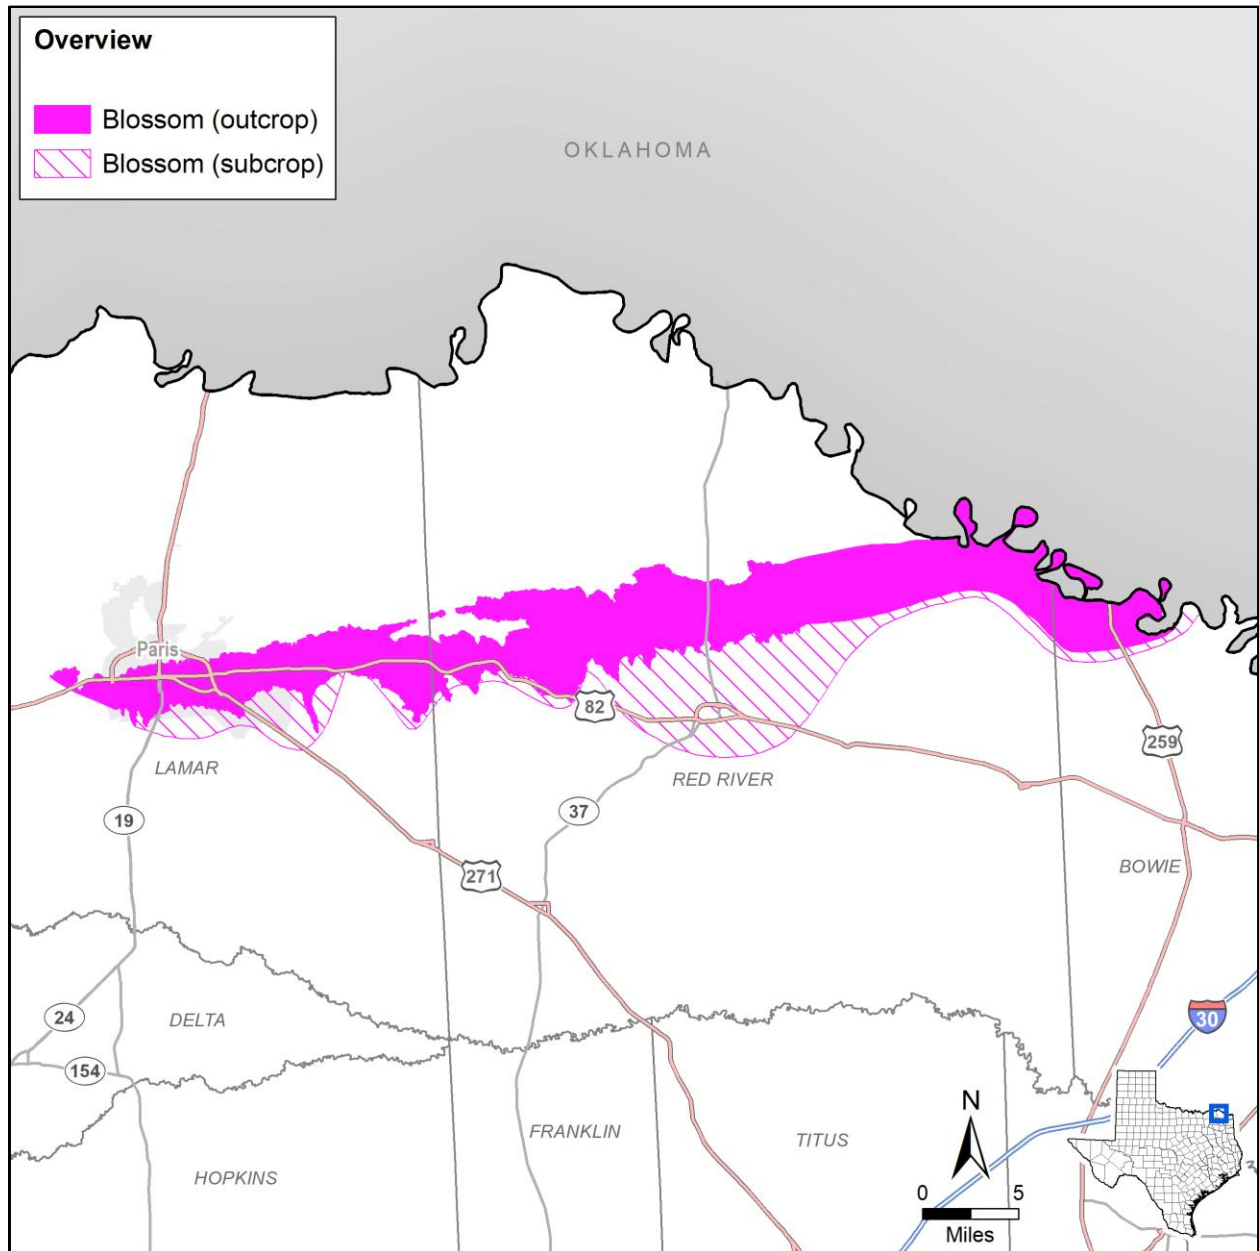 Overview
Blossom (outcrop)
Blossom (subcrop)
OKLAHOMA
Paris
82
LAMAR
RED RIVER
259
19
37
271
BOWIE
24
DELTA
30
154
N
FRANKLIN
TITUS
HOPKINS
0 5
Miles